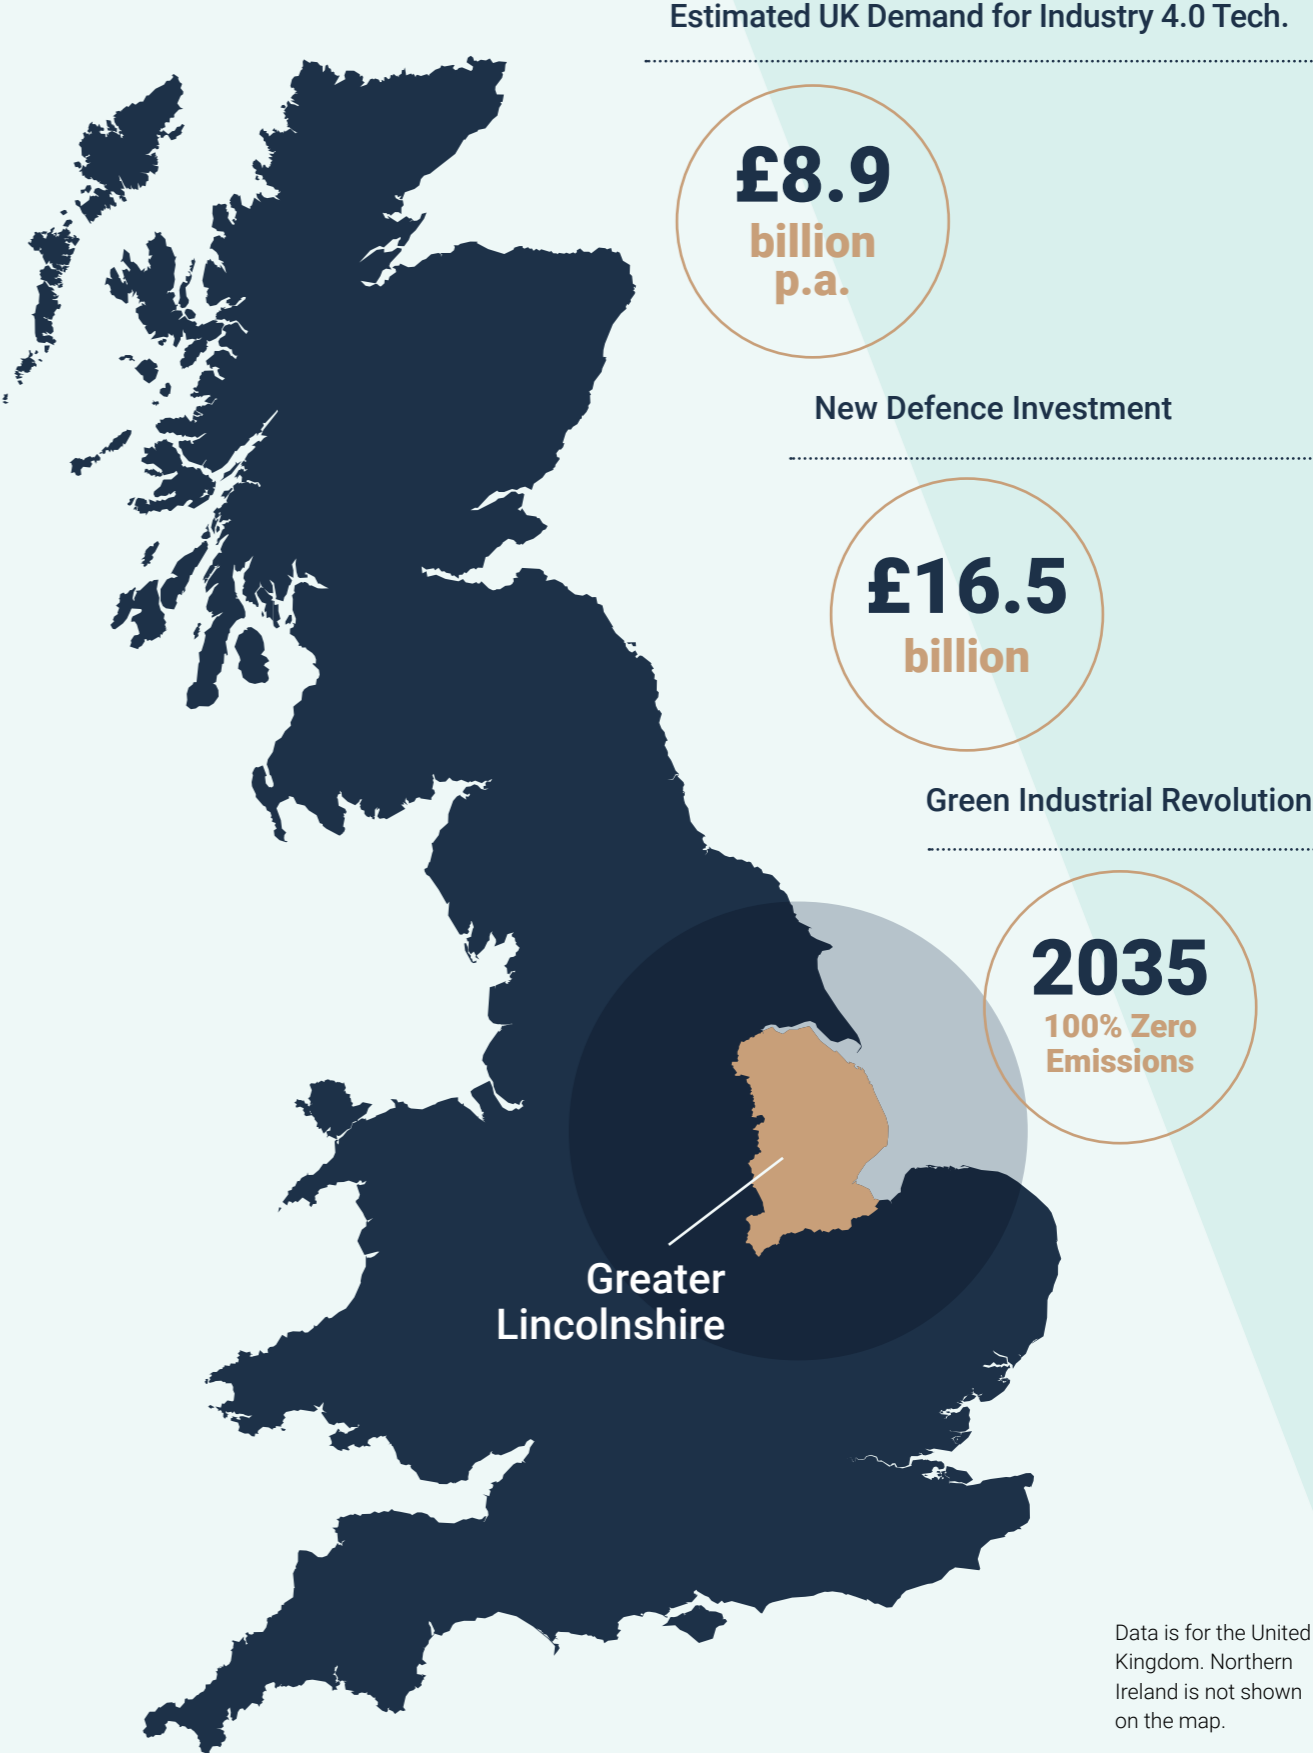 Estimated UK Demand for Industry 4.0 Tech.
£8.9
billion
p.a.
New Defence Investment
£16.5
billion
Green Industrial Revolution
2035
100% Zero
Emissions
Greater
Lincolnshire
Data is for the United
Kingdom. Northern
Ireland is not shown
on the map.